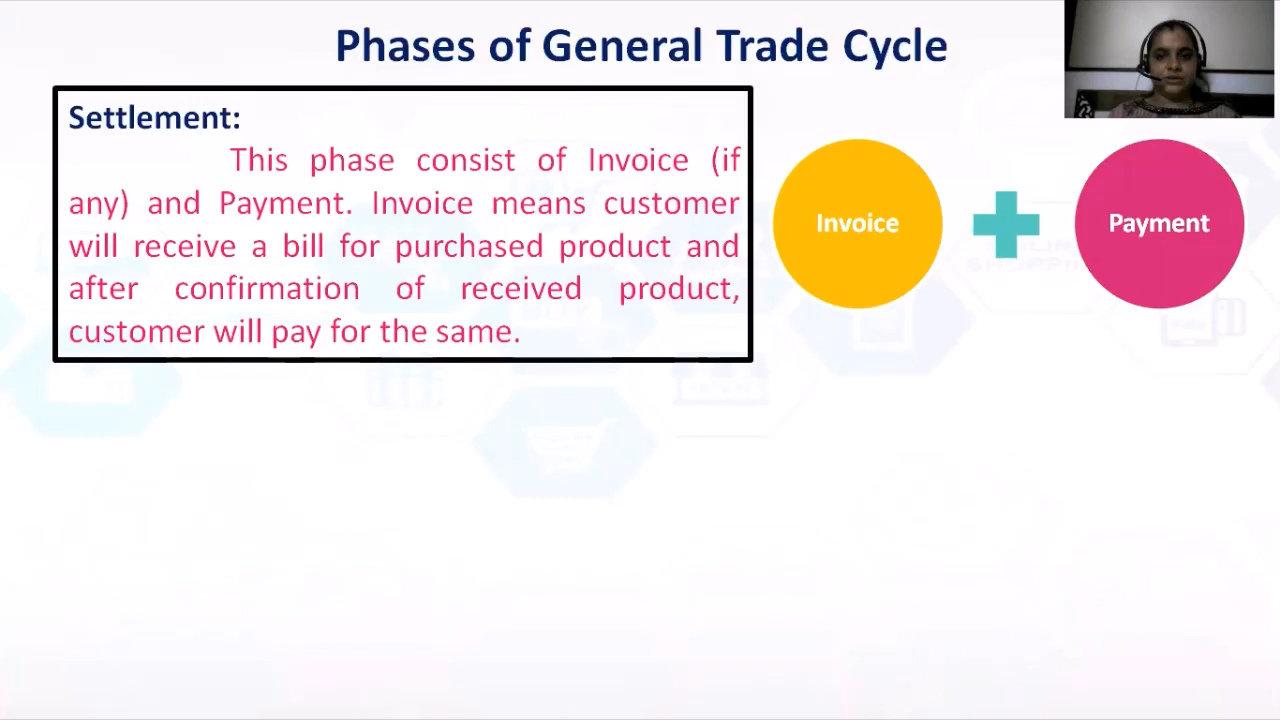 Phases of General Trade Cycle
Settlement:
This phase consist of Invoice (if
any) and Payment. Invoice means customer
will receive a bill for purchased product and
after confirmation of received product,
customer will pay for the same.
Invoice
Payment